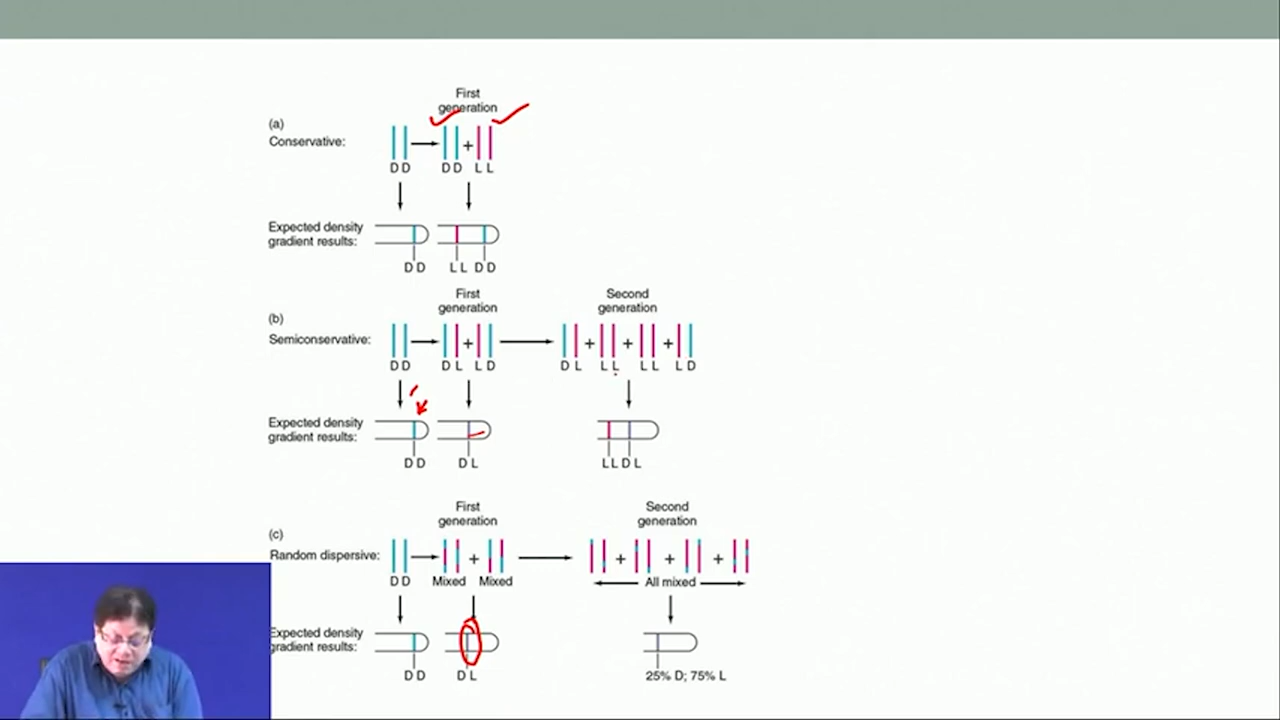 First
generation
(a)
Conservative:
D D D D L L
Expected density
gradient results:
D D L L D D
First
generation
Second
generation
(b)
Semiconservative:
D D D L L D D L L L L L L D
Expected density
gradient results:
D D D L L L D L
First
generation
Second
generation
(c)
Random dispersive:
D D Mixed Mixed All mixed
Expected density
gradient results:
D D D L 25% D; 75% L